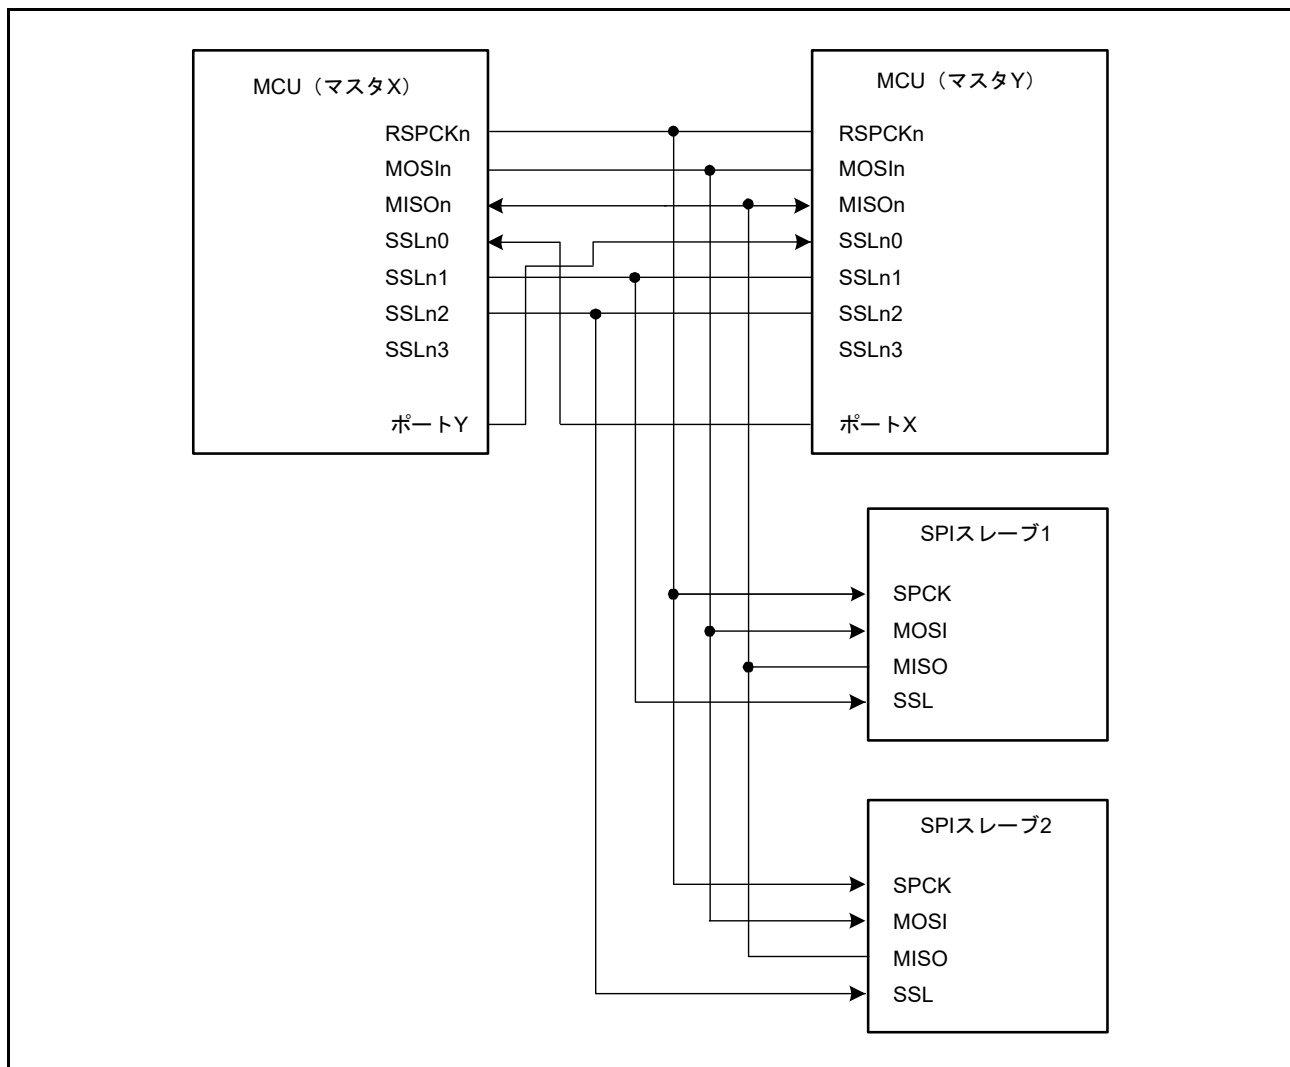 MCU（マスタX）
RSPCKn
MOSIn
MISOn
SSLn0
SSLn1
SSLn2
SSLn3
ポートY
MCU（マスタY）
RSPCKn
MOSIn
MISOn
SSLn0
SSLn1
SSLn2
SSLn3
ポートX
SPIスレーブ1
SPCK
MOSI
MISO
SSL
SPIスレーブ2
SPCK
MOSI
MISO
SSL